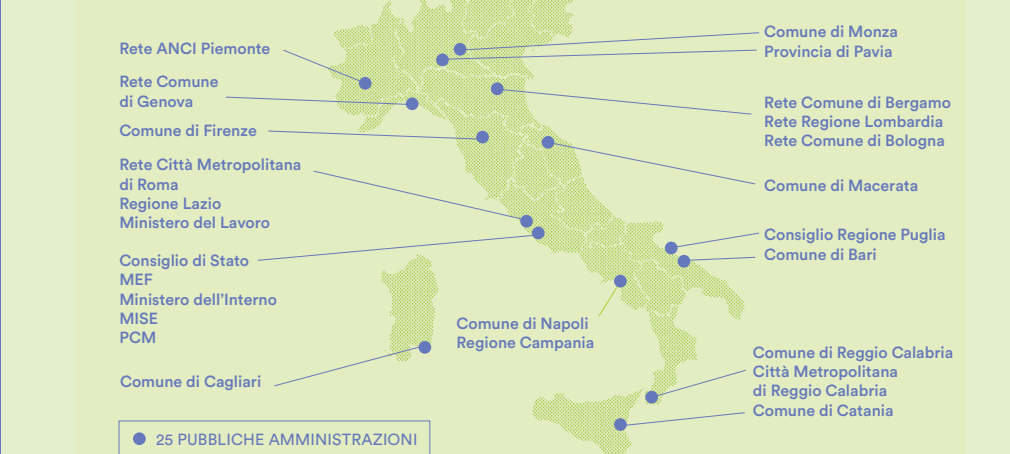 Rete ANCI Piemonte
Rete Comune
di Genova
Comune di Firenze
Rete Città Metropolitana
di Roma
Regione Lazio
Ministero del Lavoro
Consiglio di Stato
MEF
Ministero dell'Interno
MISE
PCM
Comune di Cagliari
Comune di Napoli
Regione Campania
Comune di Monza
Provincia di Pavia
Rete Comune di Bergamo
Rete Regione Lombardia
Rete Comune di Bologna
Comune di Macerata
Consiglio Regione Puglia
Comune di Bari
Comune di Reggio Calabria
Città Metropolitana
di Reggio Calabria
Comune di Catania
25 PUBBLICHE AMMINISTRAZIONI